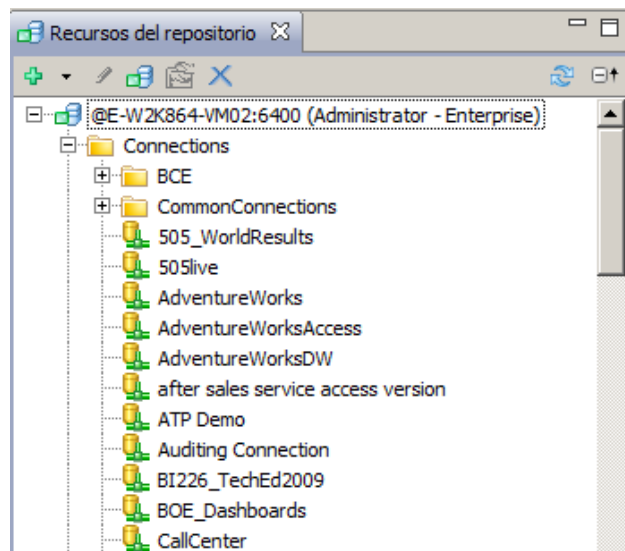 Recursos del repositorio
@E-W2K864-VM02:6400 (Administrator - Enterprise)
Connections
BCE
CommonConnections
505_WorldResults
505live
AdventureWorks
AdventureWorksAccess
AdventureWorksDW
after sales service access version
ATP Demo
Auditing Connection
BI226_TechEd2009
BOE_Dashboards
CallCenter